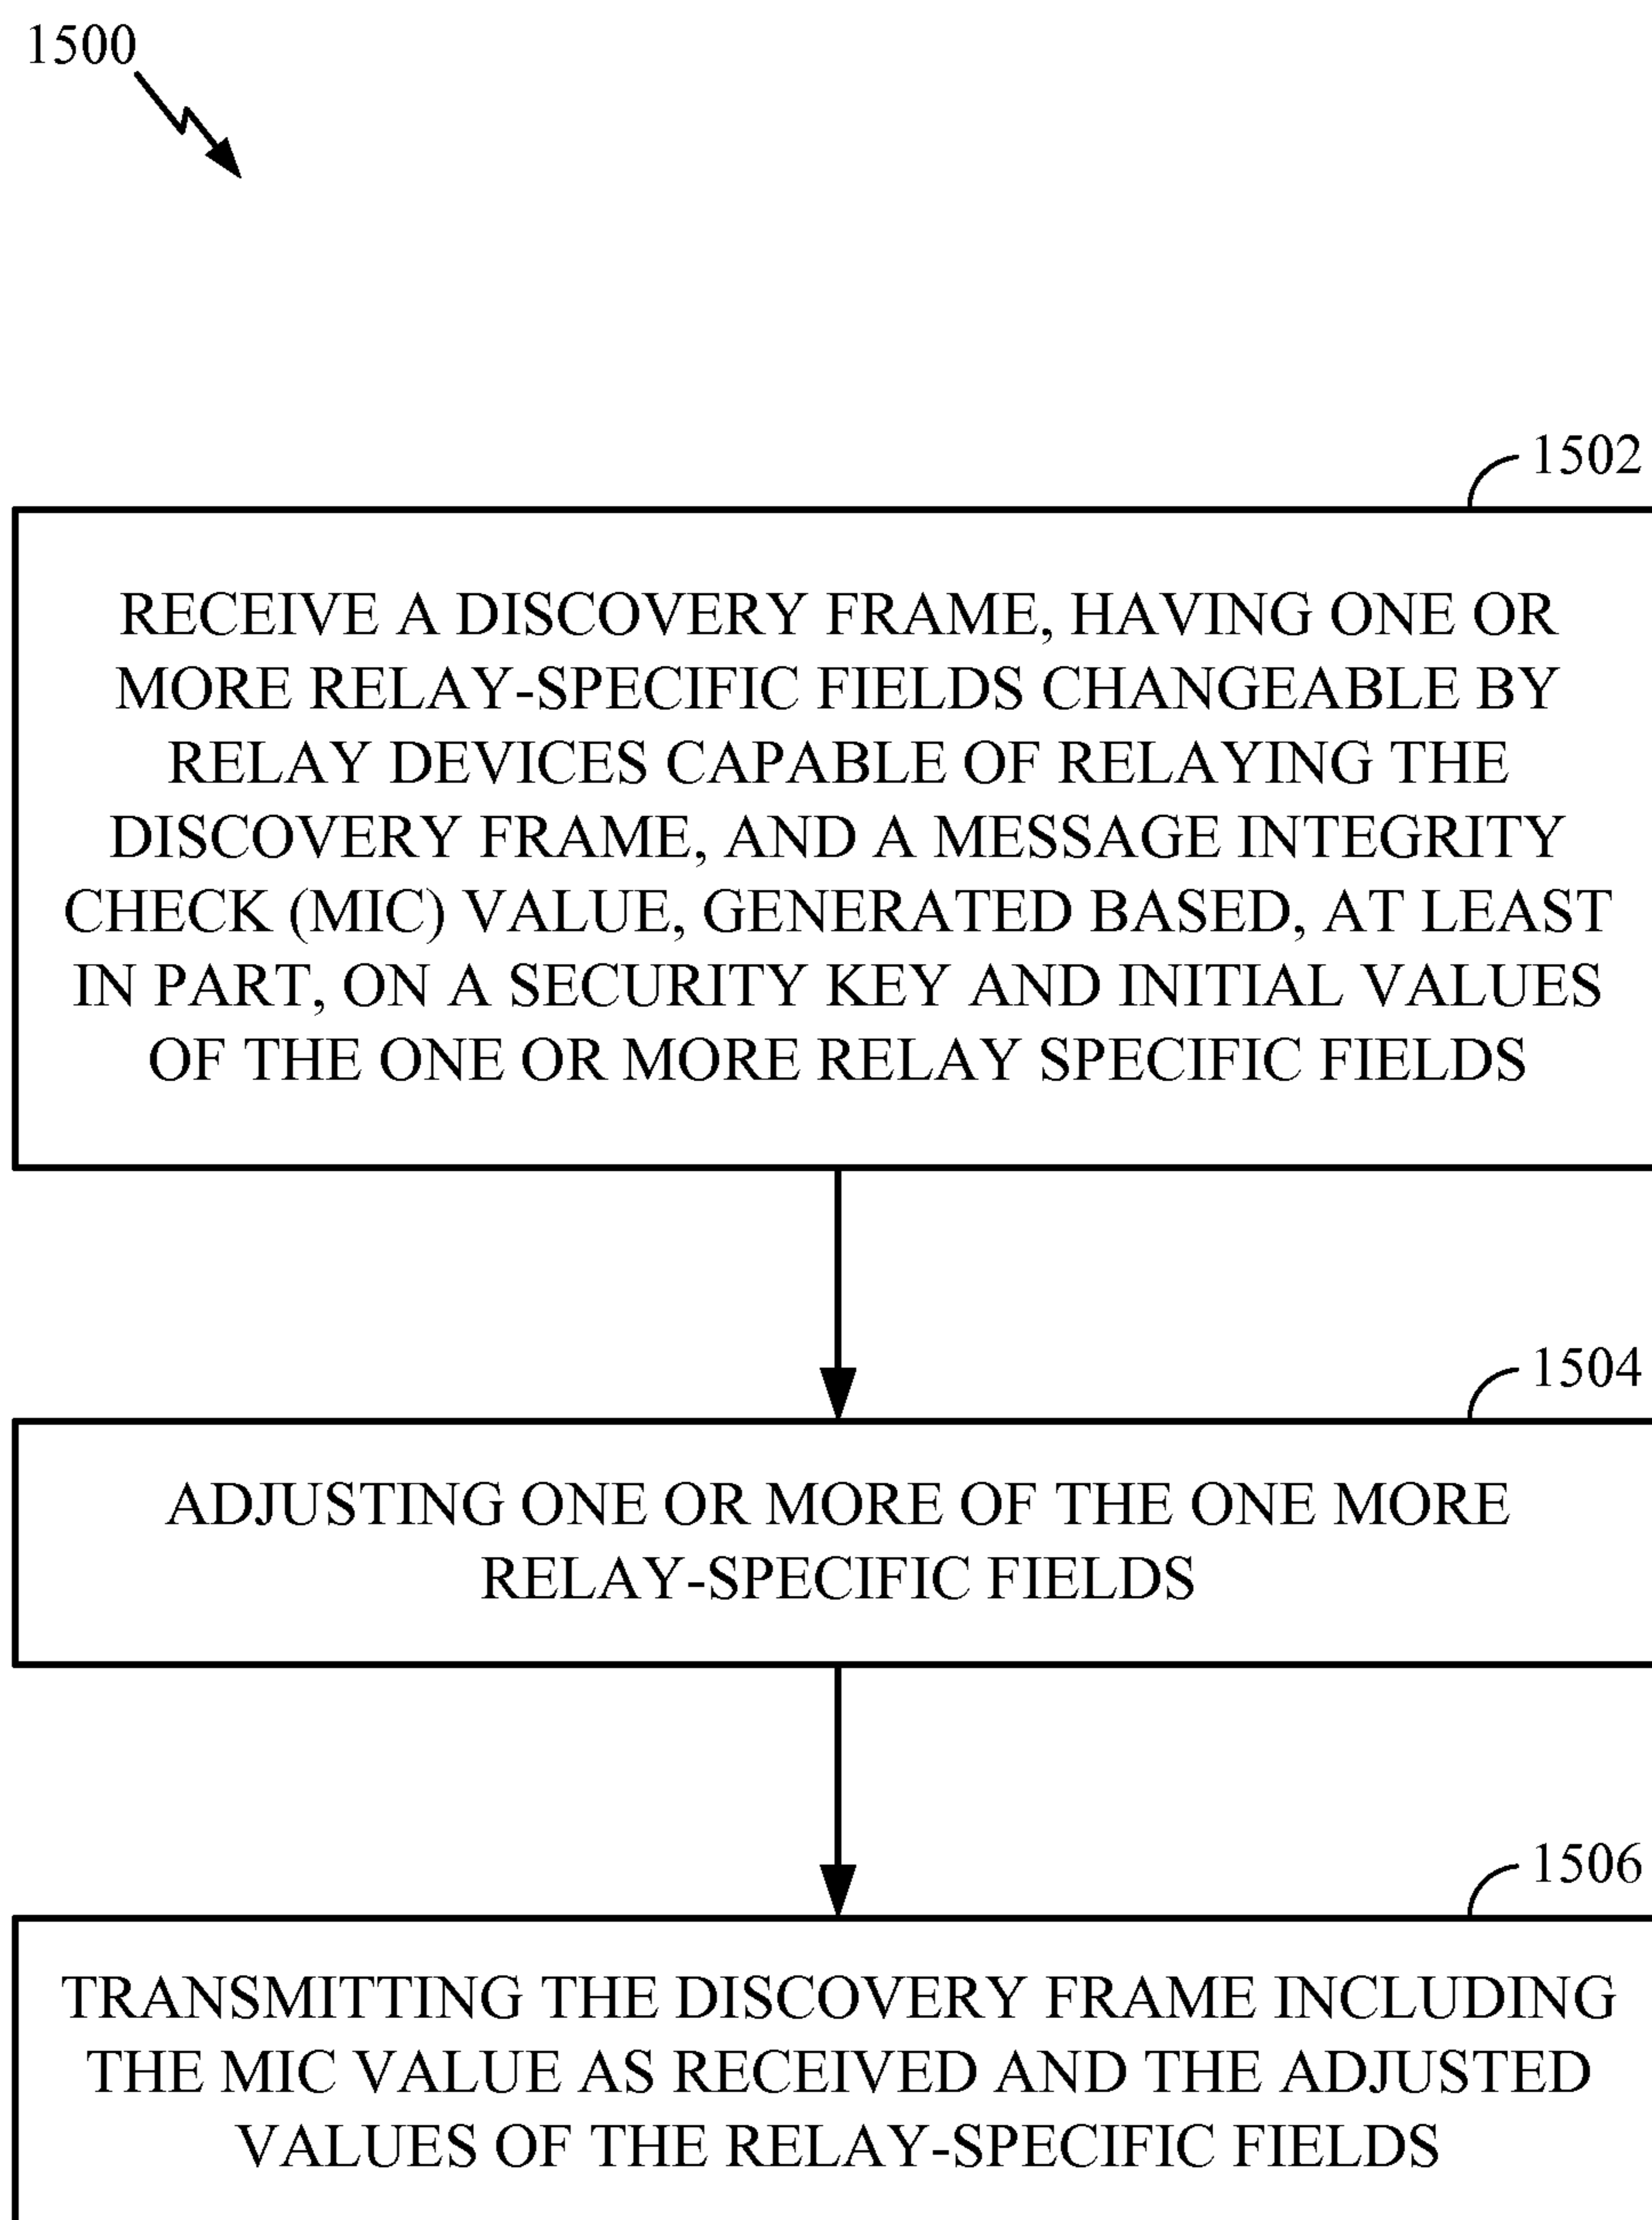 1500
1502
RECEIVE A DISCOVERY FRAME, HAVING ONE OR
MORE RELAY-SPECIFIC FIELDS CHANGEABLE BY
RELAY DEVICES CAPABLE OF RELAYING THE
DISCOVERY FRAME, AND A MESSAGE INTEGRITY
CHECK (MIC) VALUE, GENERATED BASED, AT LEAST
IN PART, ON A SECURITY KEY AND INITIAL VALUES
OF THE ONE OR MORE RELAY SPECIFIC FIELDS
1504
ADJUSTING ONE OR MORE OF THE ONE MORE
RELAY-SPECIFIC FIELDS
1506
TRANSMITTING THE DISCOVERY FRAME INCLUDING
THE MIC VALUE AS RECEIVED AND THE ADJUSTED
VALUES OF THE RELAY-SPECIFIC FIELDS